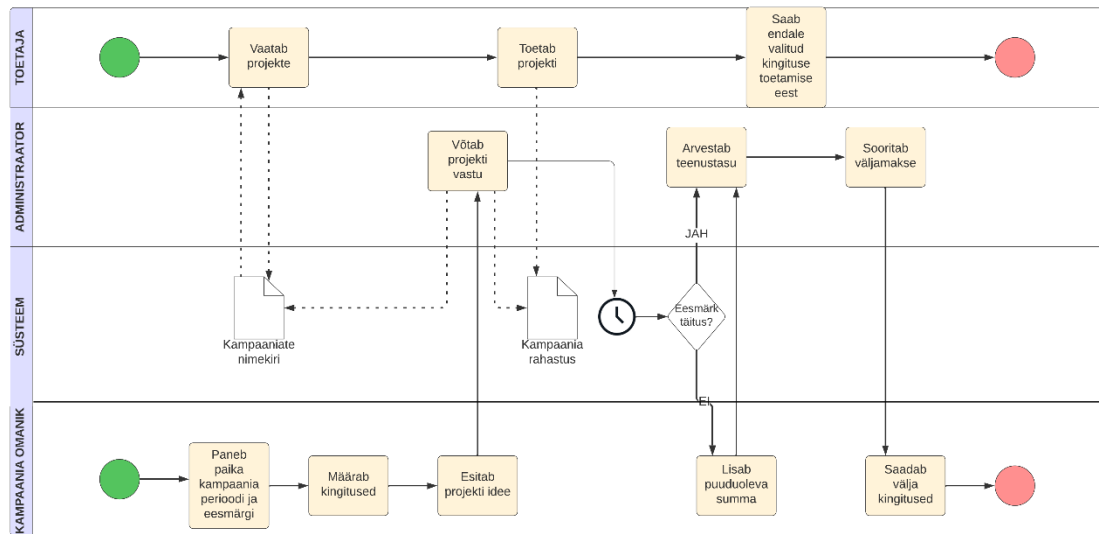 TOETAJA
Vaatab
projekte
Toetab
projekti
Saab
endale
valitud
kingituse
toetamise
eest
ADMINISTRAATOR
Võtab
projekti
vastu
Arvestab
teenustasu
Sooritab
väljamakse
JAH
SÜSTEEM
Kampaaniate
nimekiri
Kampaania
rahastus
Eesmärk
täitus?
EI
KAMPAANIA OMANIK
Paneb
paika
kampaania
perioodi ja
eesmärgi
Määrab
kingitused
Esitab
projekti idee
Lisab
puuduoleva
summa
Saadab
välja
kingitused